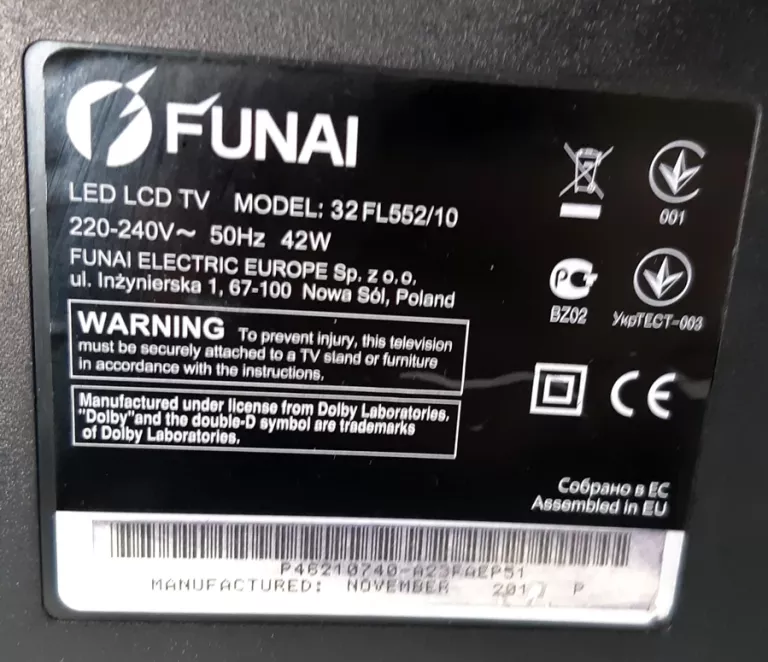 FUNAI
LED LCD TV MODEL: 32FL552/10
220-240V~ 50Hz 42W
FUNAI ELECTRIC EUROPE Sp. z o.o.
ul. Inżynierska 1, 67-100 Nowa Sól, Poland
WARNING To prevent injury, this television
must be securely attached to a TV stand or furniture
in accordance with the instructions.
Manufactured under license from Dolby Laboratories.
"Dolby"and the double-D symbol are trademarks
of Dolby Laboratories.
001
PC
BZ02
УкрТЕСТ-003
CE
Собрано в ЕС
Assembled in EU
MANUFACTURED: NOVEMBER P